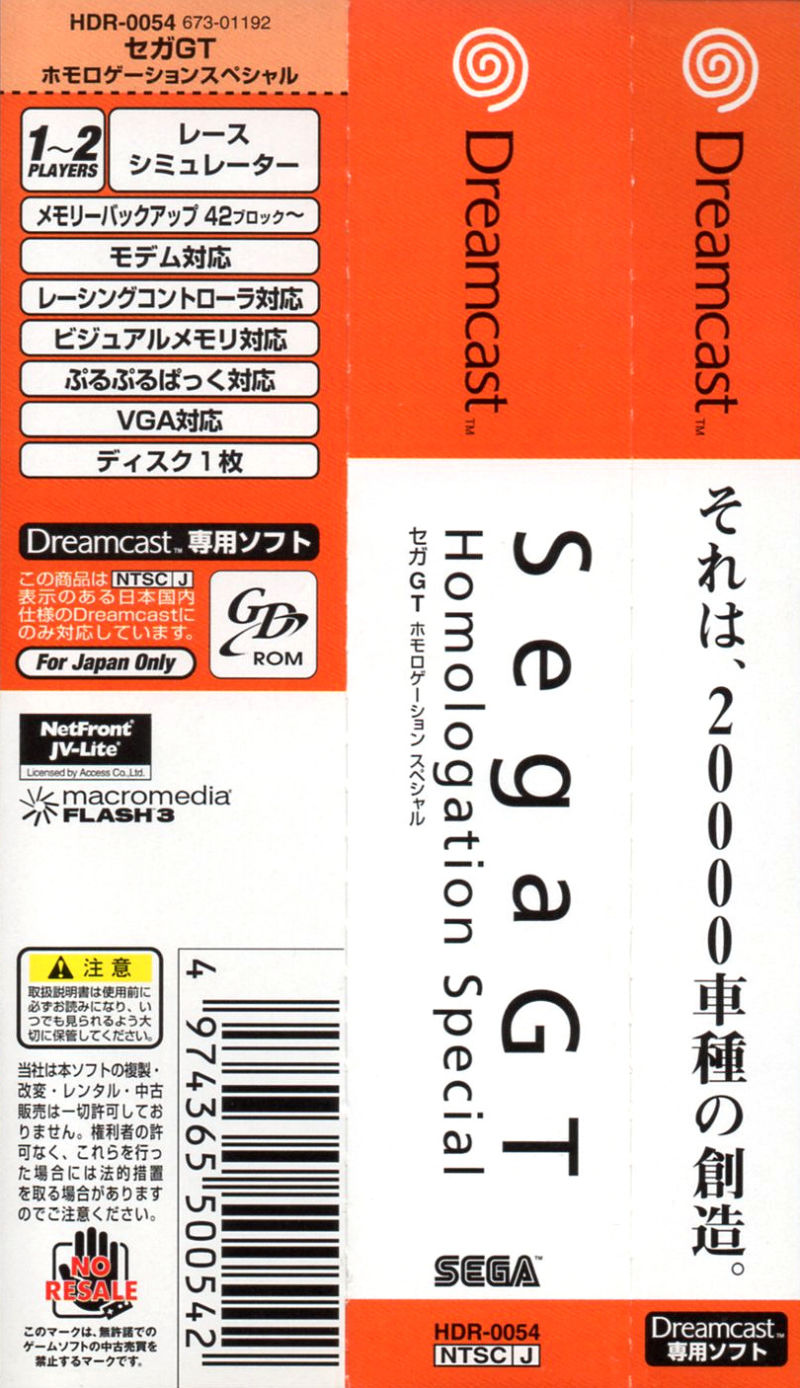 HDR-0054 673-01192
セガGT
ホモロゲーションスペシャル
1~2
PLAYERS
レース
シミュレーター
メモリーバックアップ 42ブロック~
モデム対応
レーシングコントローラ対応
ビジュアルメモリ対応
ぷるぷるぱっく対応
VGA対応
ディスク1枚
Dreamcast™ 専用ソフト
この商品は NTSC J
表示のある日本国内
仕様のDreamcastに
のみ対応しています。
For Japan Only
GD
ROM
NetFront®
JV-Lite®
Licensed by Access Co.,Ltd.
macromedia®
FLASH 3
注意
取扱説明書は使用前に
必ずお読みになり、い
つでも見られるよう大
切に保管してください。
当社は本ソフトの複製・
改変・レンタル・中古
販売は一切許可してお
りません。権利者の許
可なく、これらを行っ
た場合には法的措置
を取る場合があります
のでご注意ください。
NO
RESALE
このマークは、無許諾での
ゲームソフトの中古売買を
禁止するマークです。
4 974365 500542
Dreamcast™
SegaGT
Homologation Special
セガGT ホモロゲーション スペシャル
SEGA™
HDR-0054
NTSC J
Dreamcast™
それは、20000車種の創造。
Dreamcast™
専用ソフト